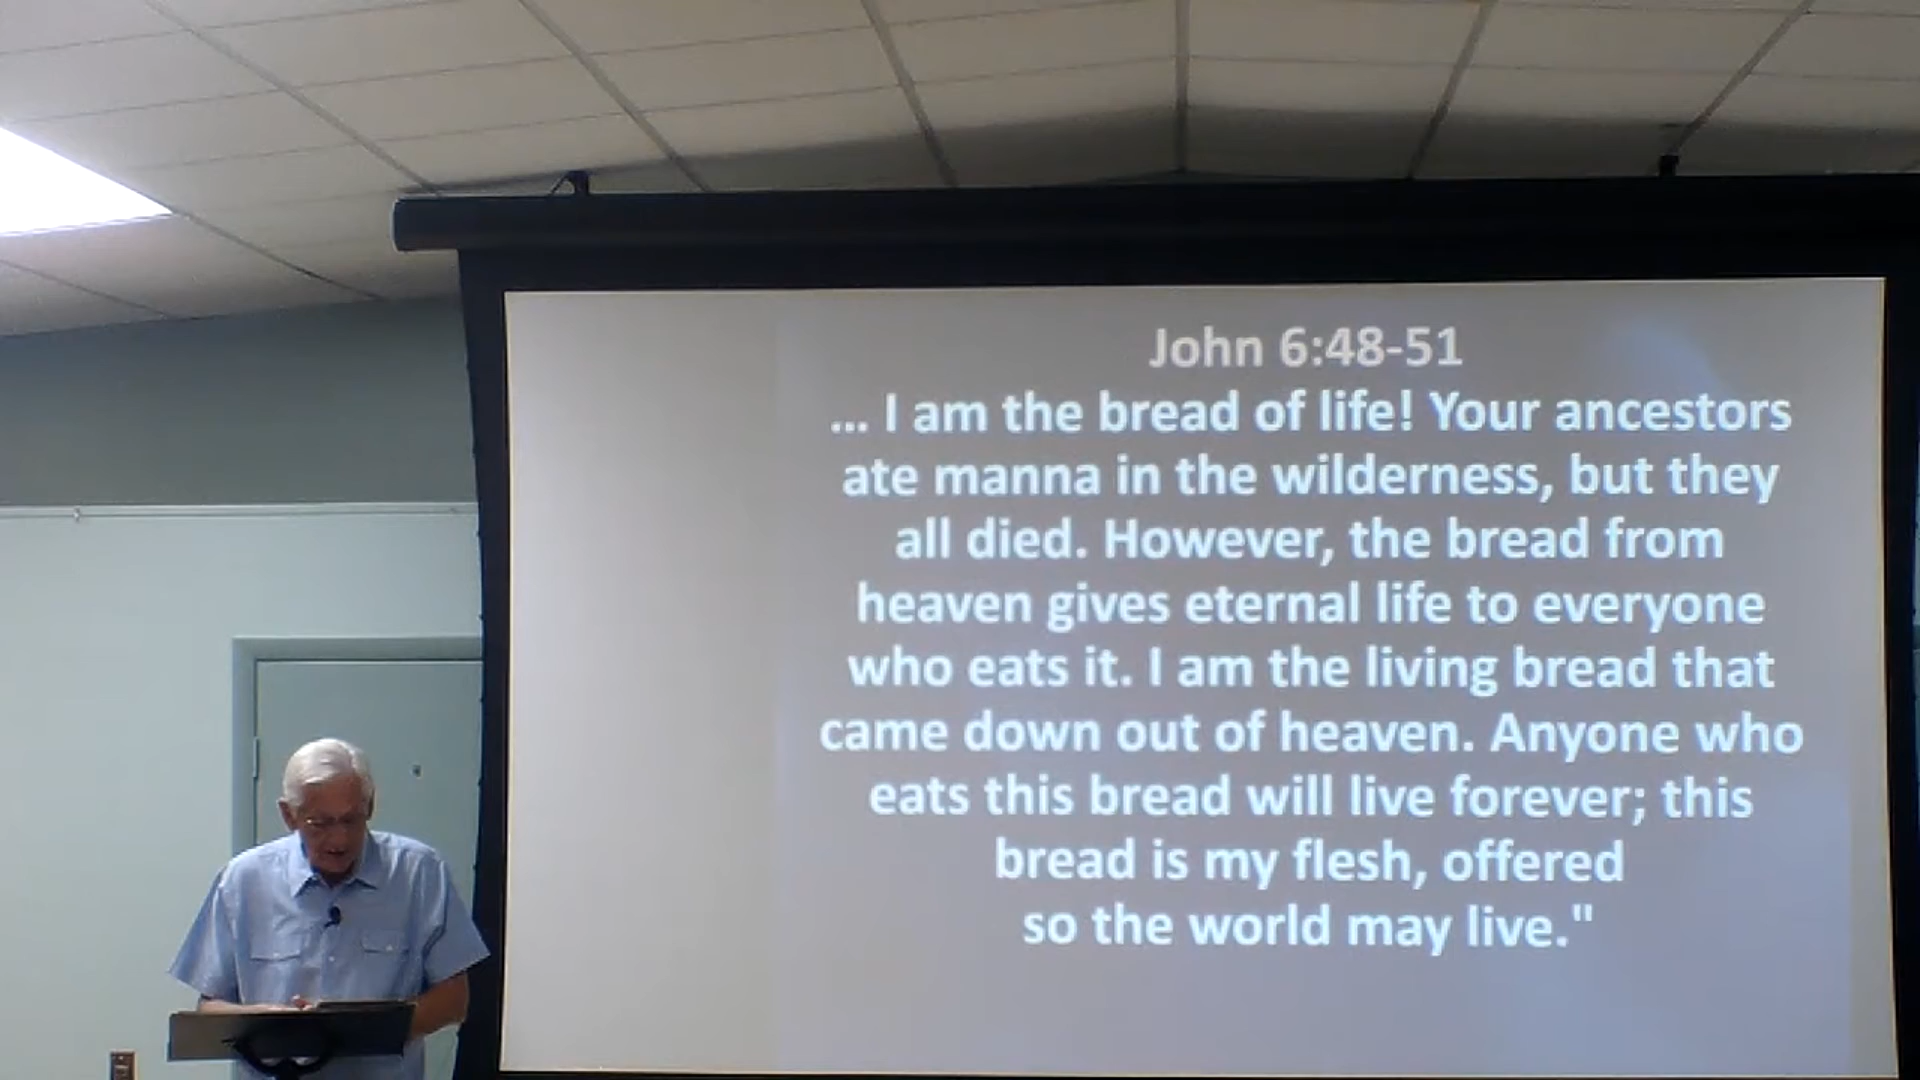 John 6:48-51
... I am the bread of life! Your ancestors
ate manna in the wilderness, but they
all died. However, the bread from
heaven gives eternal life to everyone
who eats it. I am the living bread that
came down out of heaven. Anyone who
eats this bread will live forever; this
bread is my flesh, offered
so the world may live."